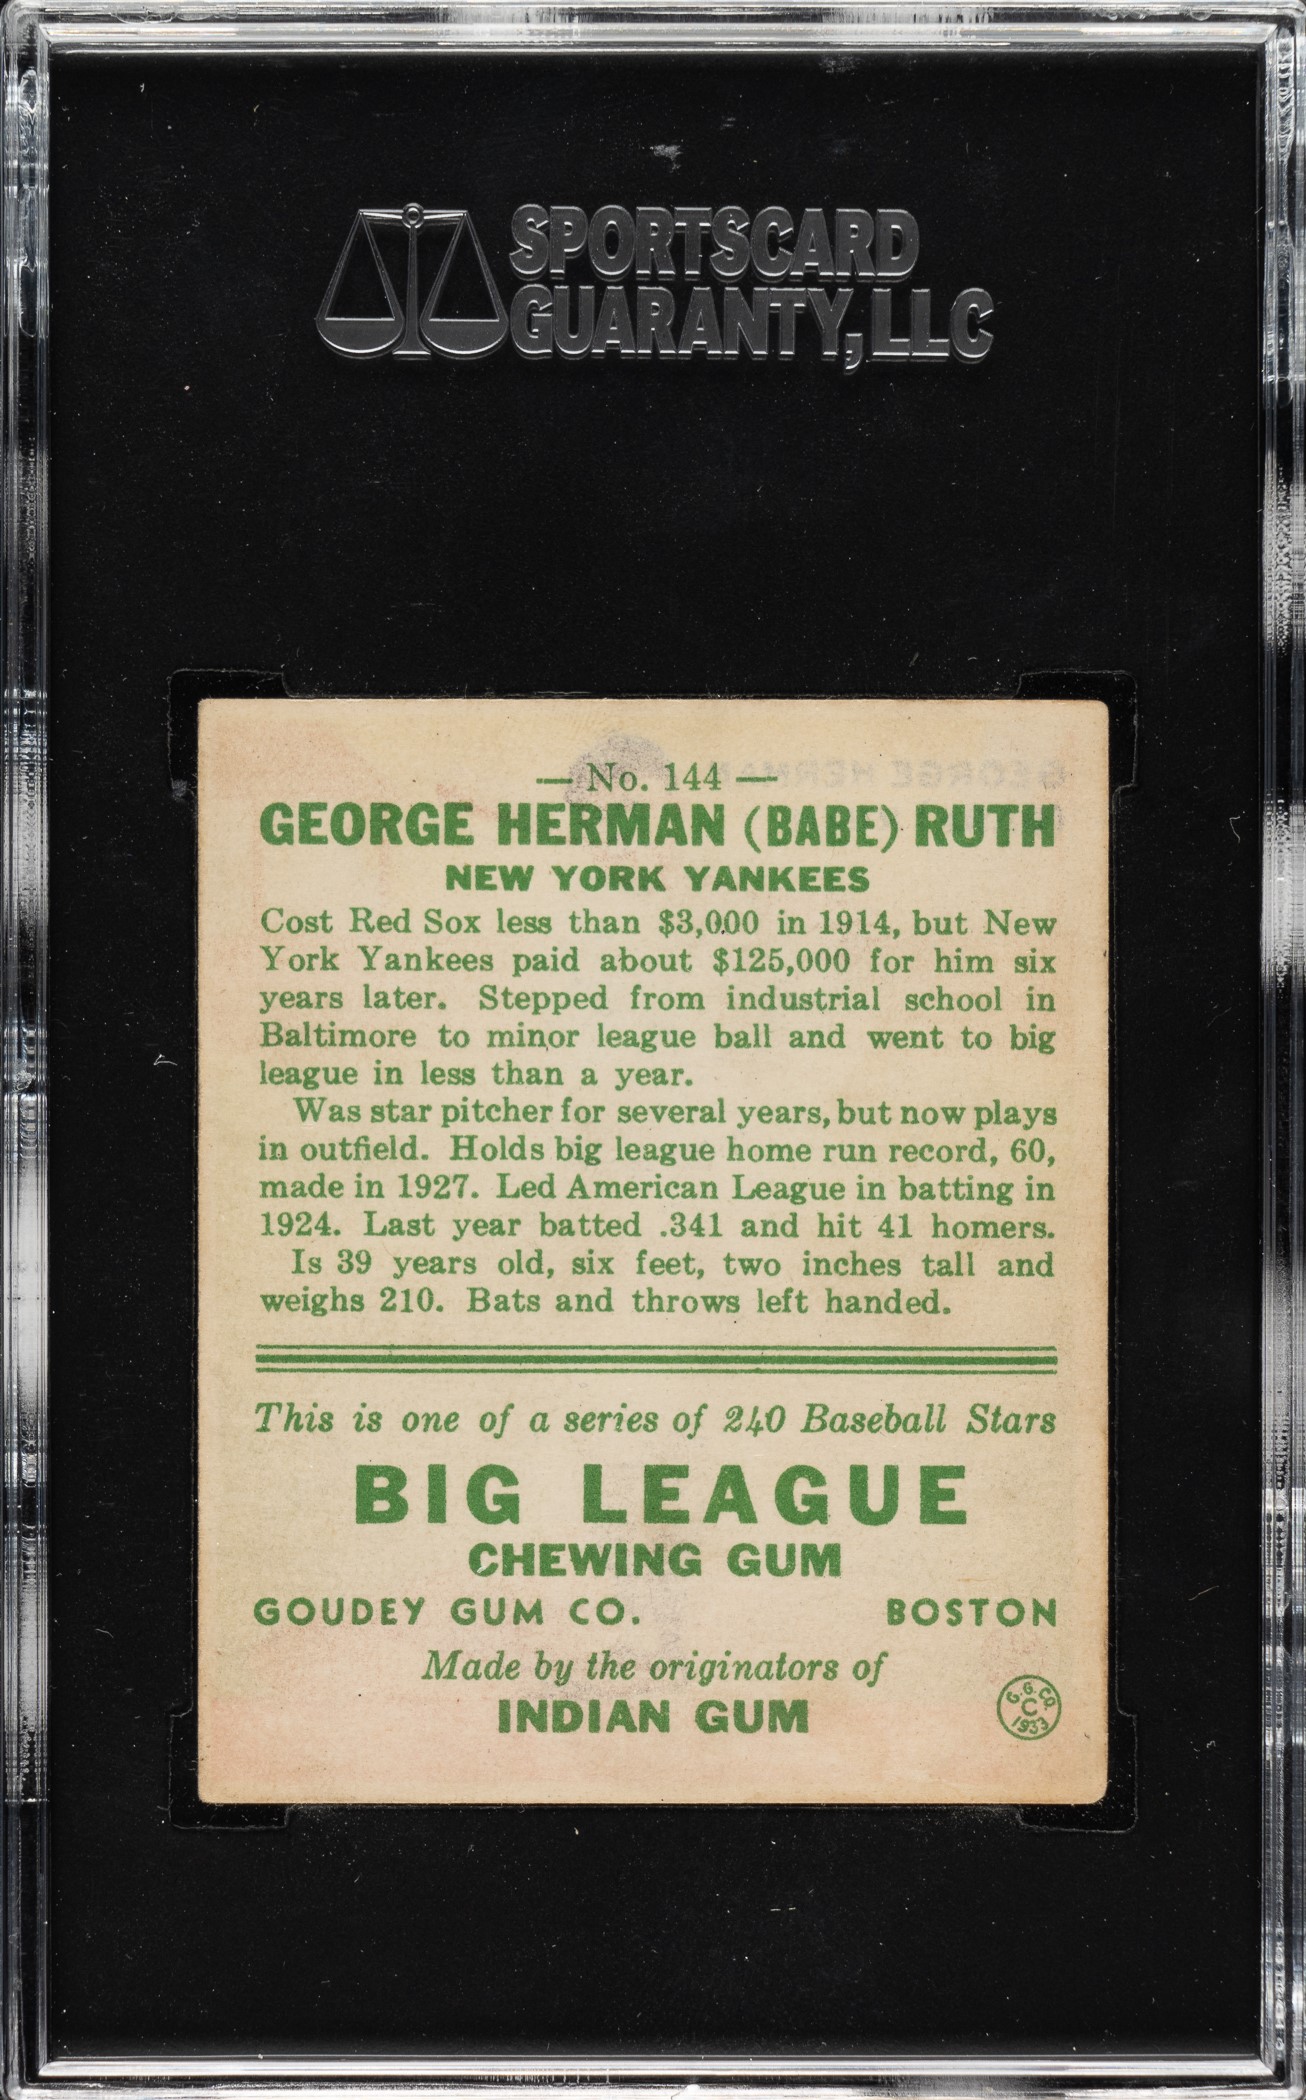 SPORTSCARD
GUARANTY, LLC
— No. 144 —
GEORGE HERMAN (BABE) RUTH
NEW YORK YANKEES
Cost Red Sox less than $3,000 in 1914, but New
York Yankees paid about $125,000 for him six
years later. Stepped from industrial school in
Baltimore to minor league ball and went to big
league in less than a year.
Was star pitcher for several years, but now plays
in outfield. Holds big league home run record, 60,
made in 1927. Led American League in batting in
1924. Last year batted .341 and hit 41 homers.
Is 39 years old, six feet, two inches tall and
weighs 210. Bats and throws left handed.
This is one of a series of 240 Baseball Stars
BIG LEAGUE
CHEWING GUM
GOUDEY GUM CO. BOSTON
Made by the originators of
INDIAN GUM
G. G. CO.
C
1933